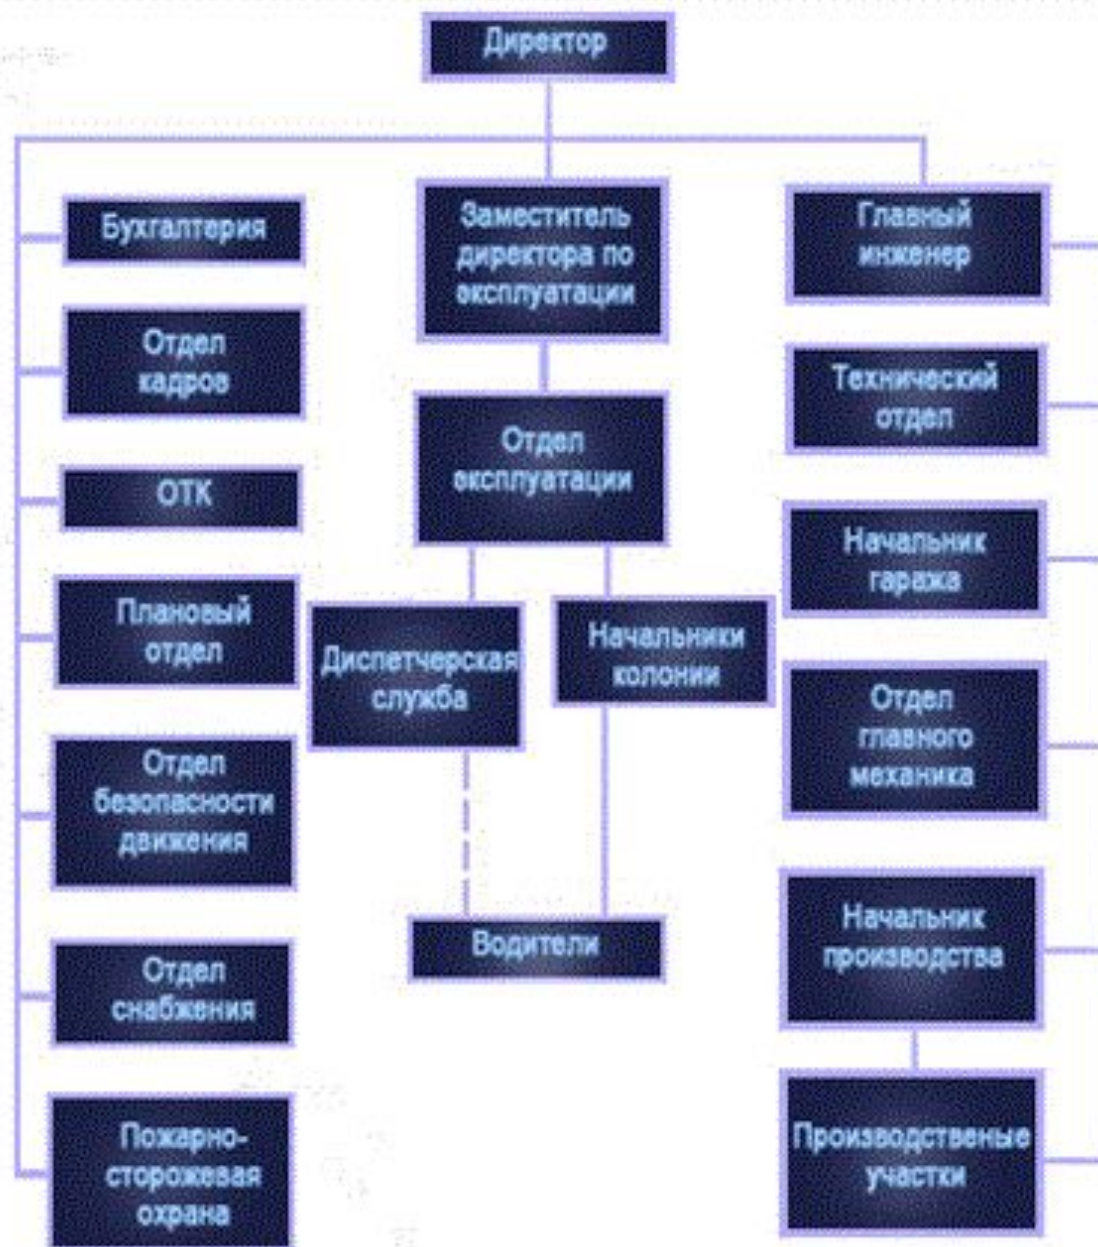 Директор
Бухгалтерия
Отдел
кадров
ОТК
Плановый
отдел
Отдел
безопасности
движения
Отдел
снабжения
Пожарно-
сторожевая
охрана
Заместитель
директора по
эксплуатации
Отдел
эксплуатации
Диспетчерская
служба
Начальники
колонии
Водители
Главный
инженер
Технический
отдел
Начальник
гаража
Отдел
главного
механика
Начальник
производства
Производственые
участки